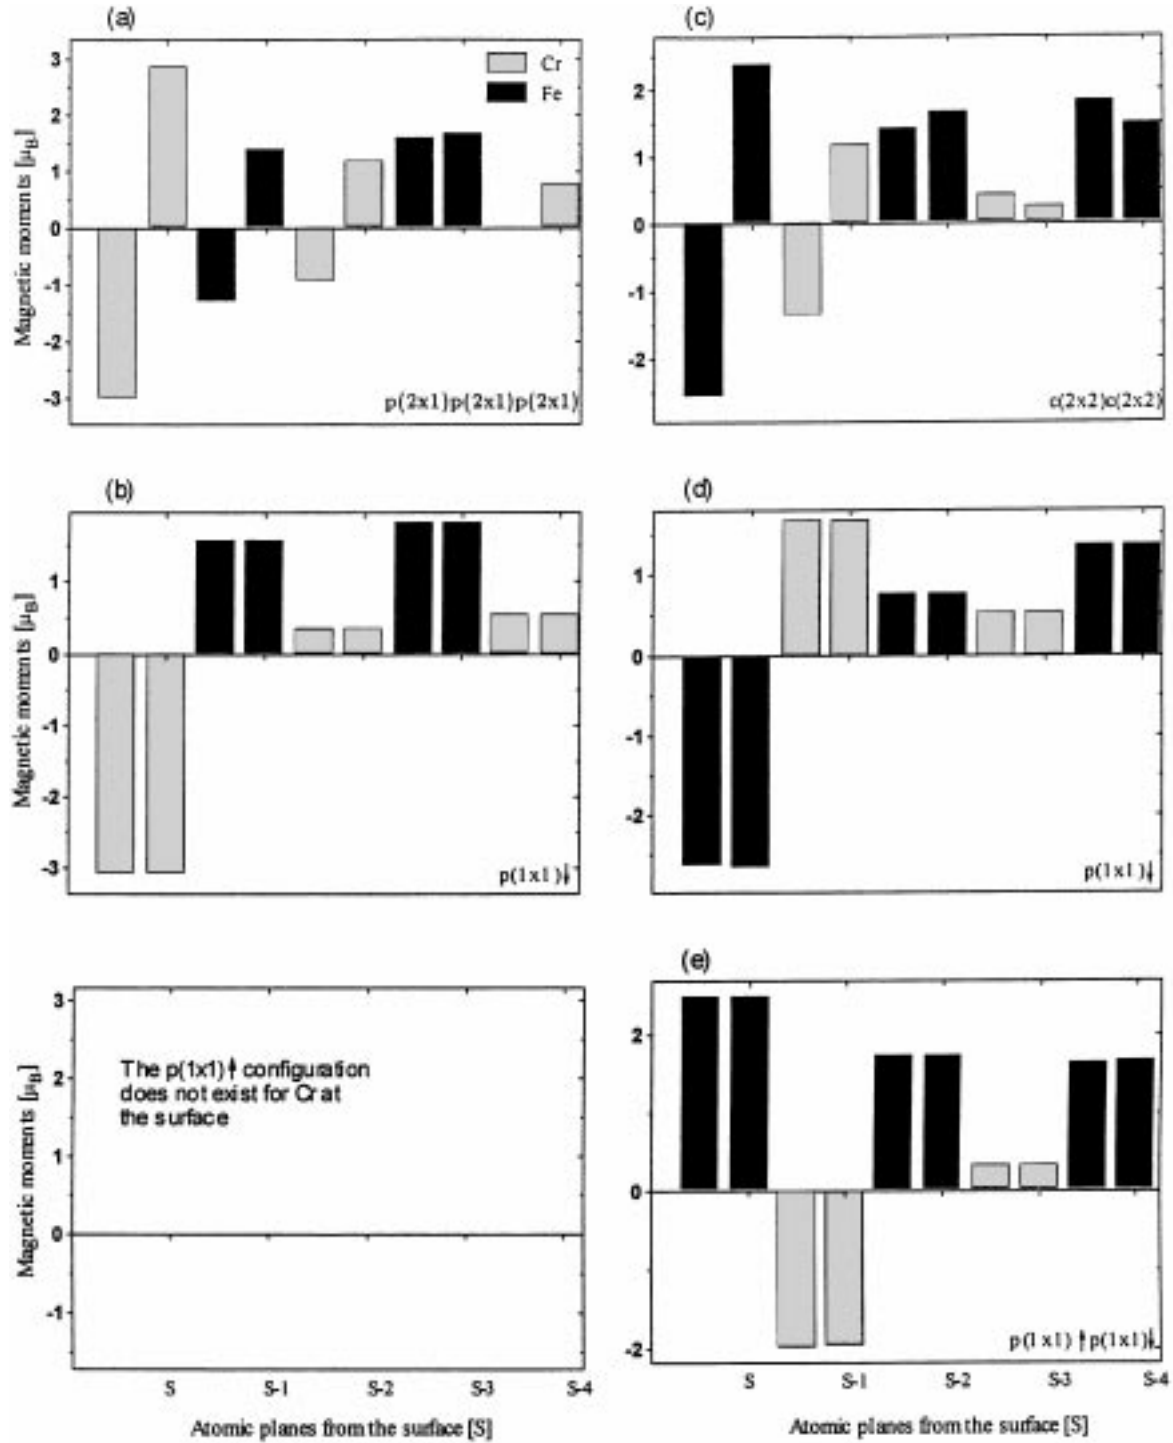 (a)
3
2
1
0
-1
-2
-3
Magnetic moments [μB]
Cr
Fe
p(2x1)p(2x1)p(2x1)
(c)
2
1
0
-1
-2
c(2x2)c(2x2)
(b)
1
0
-1
-2
-3
Magnetic moments [μB]
p(1x1)↓
(d)
1
0
-1
-2
p(1x1)↓
3
2
1
0
-1
Magnetic moments [μB]
The p(1x1)↑ configuration
does not exist for Cr at
the surface
S S-1 S-2 S-3 S-4
Atomic planes from the surface [S]
(e)
2
0
-2
p(1x1)↑p(1x1)↓
S S-1 S-2 S-3 S-4
Atomic planes from the surface [S]